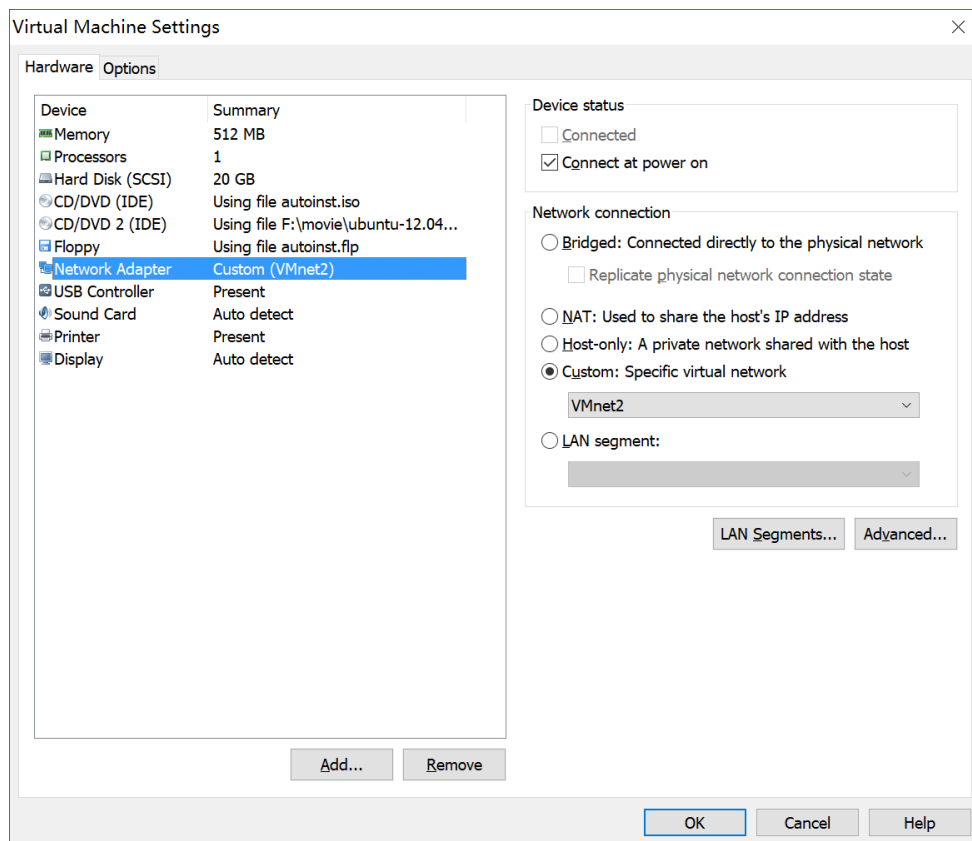 Virtual Machine Settings
Hardware Options
Device Summary
Memory 512 MB
Processors 1
Hard Disk (SCSI) 20 GB
CD/DVD (IDE) Using file autoinst.iso
CD/DVD 2 (IDE) Using file F:\movie\ubuntu-12.04...
Floppy Using file autoinst.flp
Network Adapter Custom (VMnet2)
USB Controller Present
Sound Card Auto detect
Printer Present
Display Auto detect
Add... Remove
Device status
Connected
Connect at power on
Network connection
Bridged: Connected directly to the physical network
Replicate physical network connection state
NAT: Used to share the host's IP address
Host-only: A private network shared with the host
Custom: Specific virtual network
VMnet2
LAN segment:
LAN Segments... Advanced...
OK Cancel Help